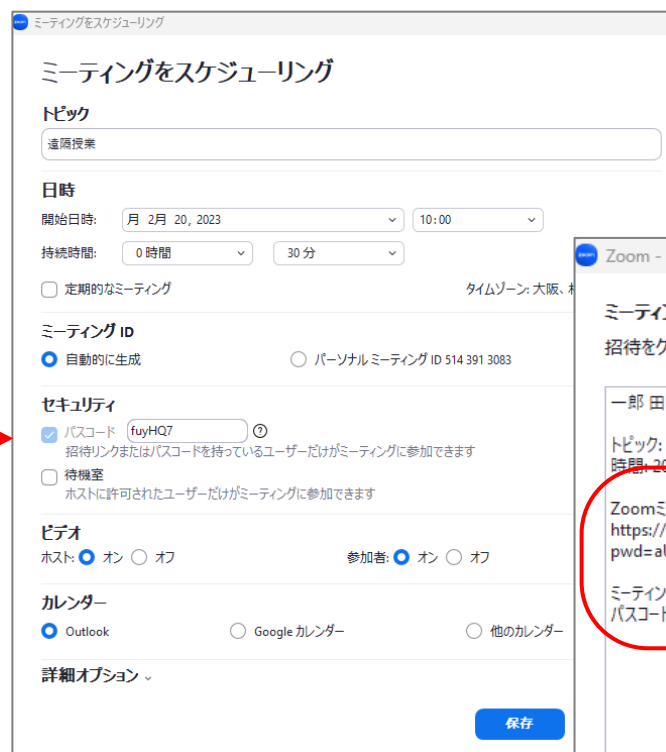 ミーティングをスケジューリング
ミーティングをスケジューリング
トピック
遠隔授業
日時
開始日時: 月 2月 20, 2023 10:00
持続時間: 0 時間 30 分
定期的なミーティング タイムゾーン: 大阪、
ミーティング ID
自動的に生成 パーソナル ミーティング ID 514 391 3083
セキュリティ
パスコード fuyHQ7
招待リンクまたはパスコードを持っているユーザーだけがミーティングに参加できます
待機室
ホストに許可されたユーザーだけがミーティングに参加できます
ビデオ
ホスト: オン オフ 参加者: オン オフ
カレンダー
Outlook Google カレンダー 他のカレンダー
詳細オプション
保存
zoom Zoom -
ミーティン
招待をク
一郎 田
トピック:
時間: 20
Zoomミ
https://
pwd=a
ミーティン
パスコード